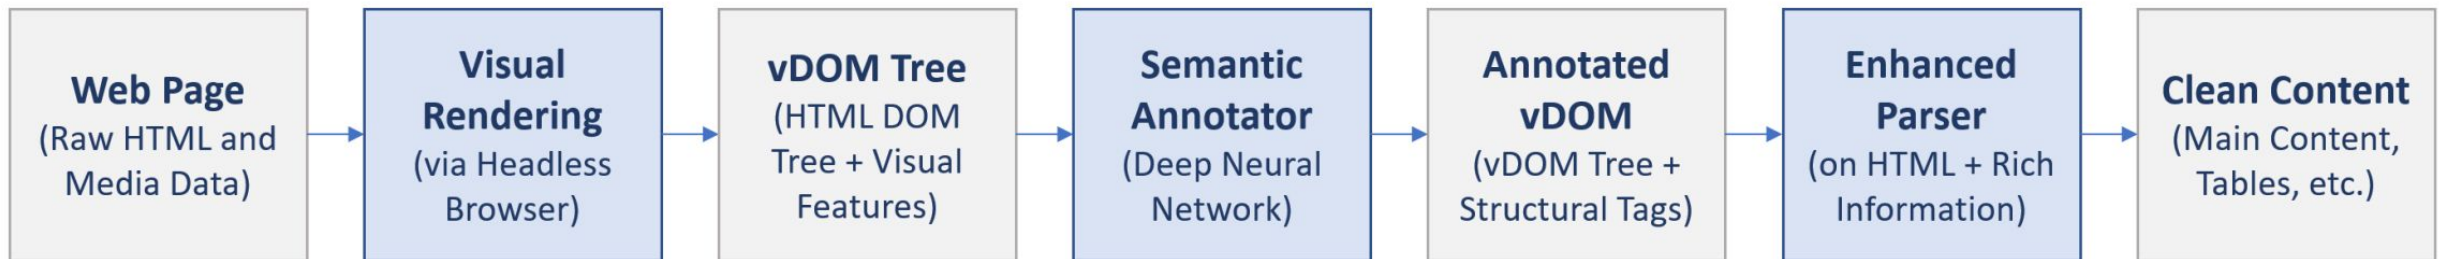 Web Page
(Raw HTML and
Media Data)
Visual
Rendering
(via Headless
Browser)
vDOM Tree
(HTML DOM
Tree + Visual
Features)
Semantic
Annotator
(Deep Neural
Network)
Annotated
vDOM
(vDOM Tree +
Structural Tags)
Enhanced
Parser
(on HTML + Rich
Information)
Clean Content
(Main Content,
Tables, etc.)